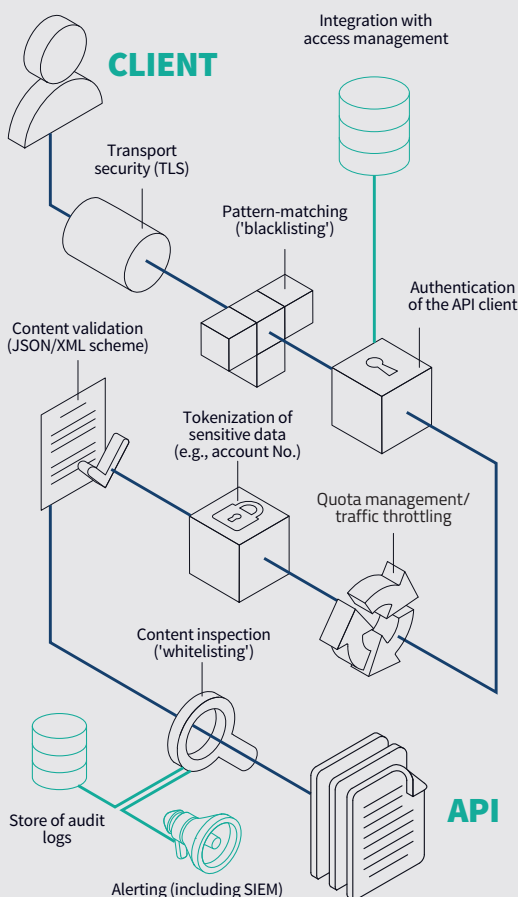 Integration with
access management
CLIENT
Transport
security (TLS)
Pattern-matching
('blacklisting')
Authentication
of the API client
Content validation
(JSON/XML scheme)
Tokenization of
sensitive data
(e.g., account No.)
Quota management/
traffic throttling
Content inspection
('whitelisting')
Store of audit
logs
API
Alerting (including SIEM)